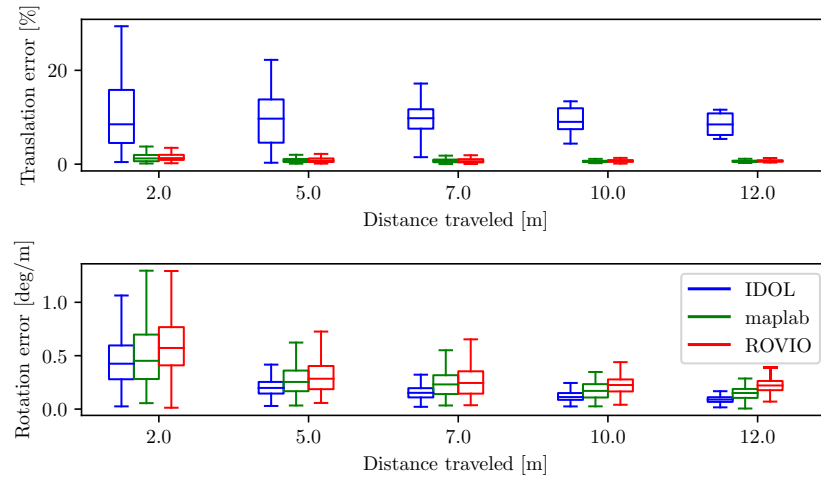 Translation error [%]
20
0
2.0 5.0 7.0 10.0 12.0
Distance traveled [m]
Rotation error [deg/m]
1.0
0.5
0.0
IDOL
maplab
ROVIO
2.0 5.0 7.0 10.0 12.0
Distance traveled [m]